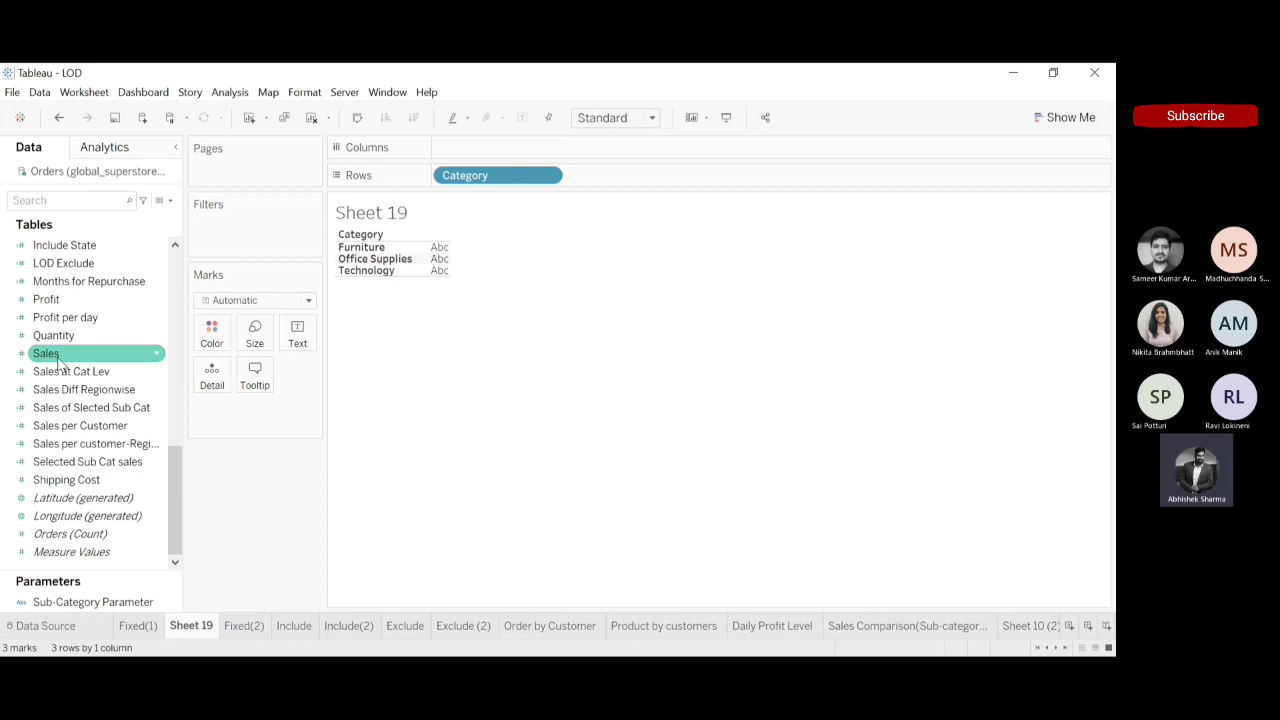 Tableau - LOD
File Data Worksheet Dashboard Story Analysis Map Format Server Window Help
Standard
Show Me
Data Analytics
Orders (global_superstore...
Search
Tables
Include State
LOD Exclude
Months for Repurchase
Profit
Profit per day
Quantity
Sales
Sales at Cat Lev
Sales Diff Regionwise
Sales of Slected Sub Cat
Sales per Customer
Sales per customer-Regi...
Selected Sub Cat sales
Shipping Cost
Latitude (generated)
Longitude (generated)
Orders (Count)
Measure Values
Parameters
Abc Sub-Category Parameter
Pages
Filters
Marks
Automatic
Color Size Text
Detail Tooltip
Columns
Rows Category
Sheet 19
Category
Furniture Abc
Office Supplies Abc
Technology Abc
Data Source Fixed(1) Sheet 19 Fixed(2) Include Include(2) Exclude Exclude (2) Order by Customer Product by customers Daily Profit Level Sales Comparison(Sub-categor... Sheet 10 (2)
3 marks 3 rows by 1 column
Subscribe
MS
Sameer Kumar Ar... Madhuchhanda S...
AM
Nikita Brahmbhatt Anik Manik
SP RL
Sai Potturi Ravi Lokineni
Abhishek Sharma